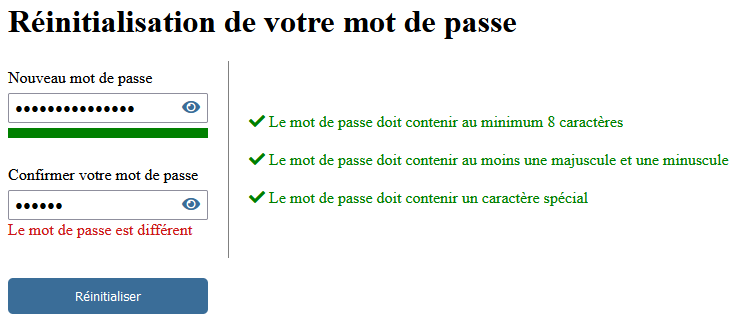 Réinitialisation de votre mot de passe
Nouveau mot de passe
•••••••••••••••
Le mot de passe doit contenir au minimum 8 caractères
Le mot de passe doit contenir au moins une majuscule et une minuscule
Confirmer votre mot de passe
••••••
Le mot de passe doit contenir un caractère spécial
Le mot de passe est différent
Réinitialiser